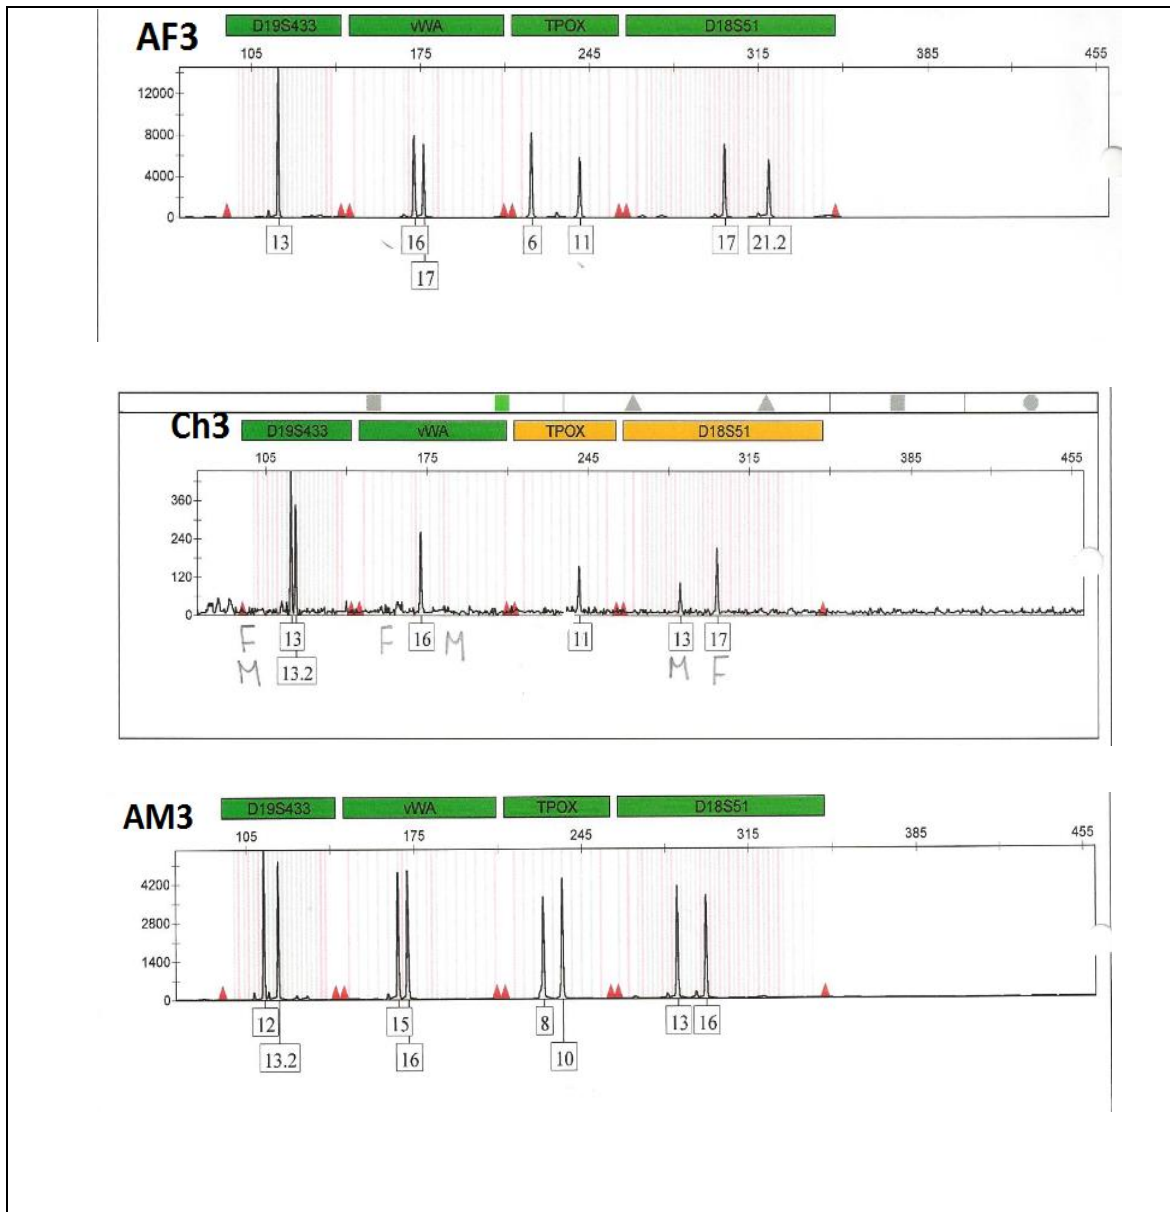 AF3
D19S433 vWA TPOX D18S51
105 175 245 315 385 455
12000
8000
4000
0
13 16 6 11 17 21.2
17
Ch3
D19S433 vWA TPOX D18S51
105 175 245 315 385 455
360
240
120
0
13 16 11 13 17
F F M M F
M 13.2
AM3
D19S433 vWA TPOX D18S51
105 175 245 315 385 455
4200
2800
1400
0
12 15 8 13 16
13.2 16 10